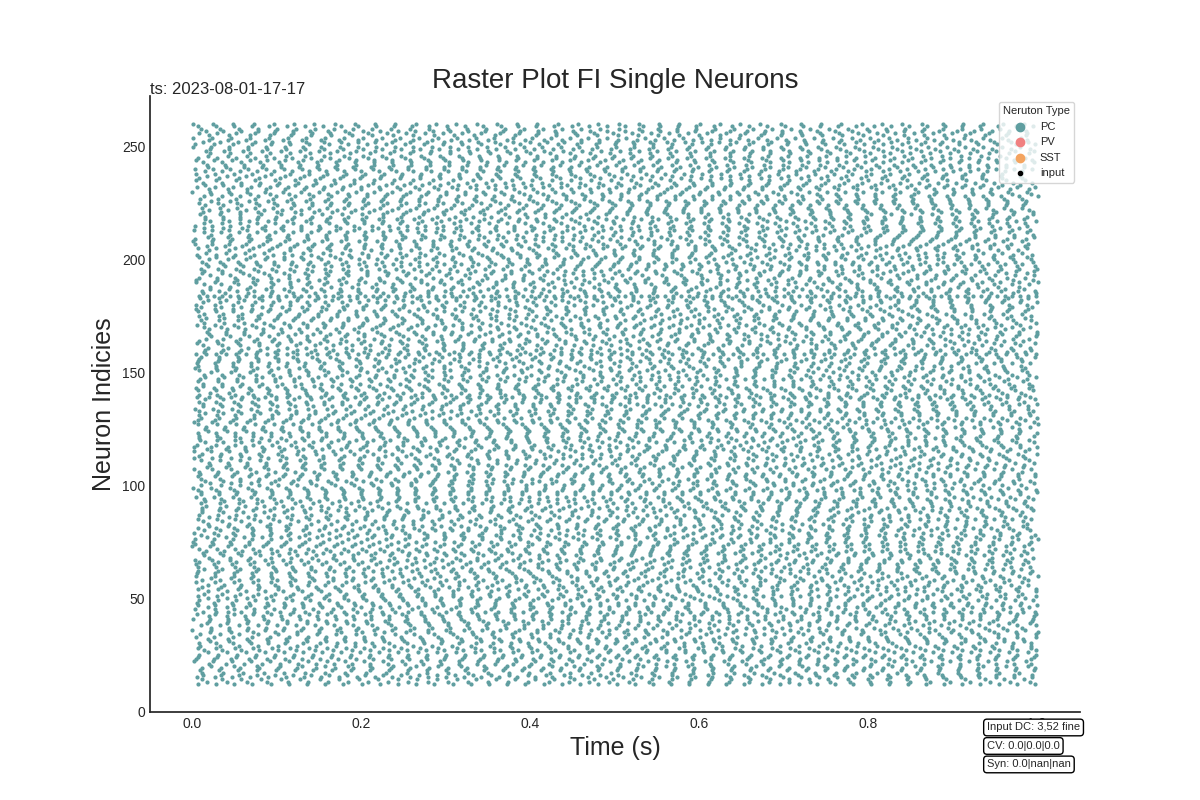 Raster Plot FI Single Neurons
ts: 2023-08-01-17-17
Neruton Type
PC
PV
SST
input
Neuron Indicies
250
200
150
100
50
0
0.0 0.2 0.4 0.6 0.8
Time (s)
Input DC: 3,52 fine
CV: 0.0|0.0|0.0
Syn: 0.0|nan|nan